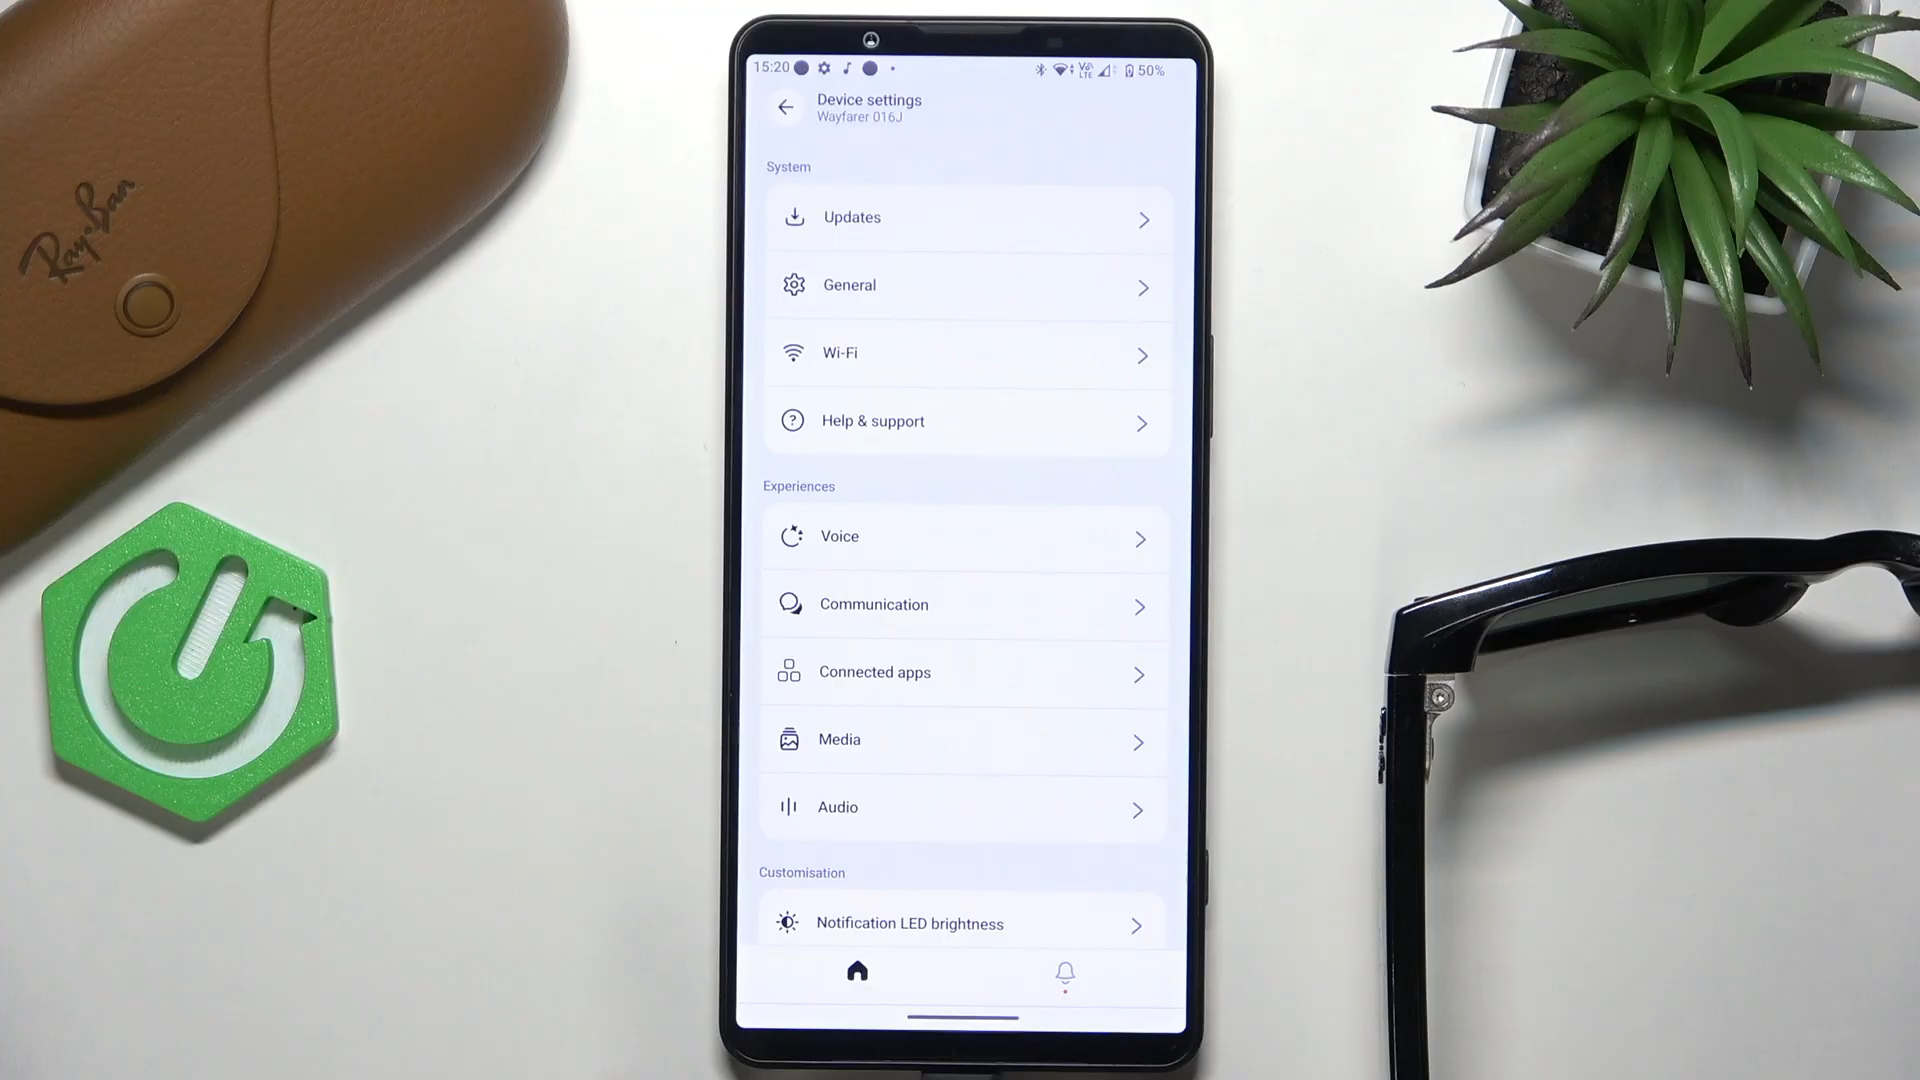 Ray-Ban
15:20
VoLTE
50%
Device settings
Wayfarer 016J
System
Updates
General
Wi-Fi
Help & support
Experiences
Voice
Communication
Connected apps
Media
Audio
Customisation
Notification LED brightness